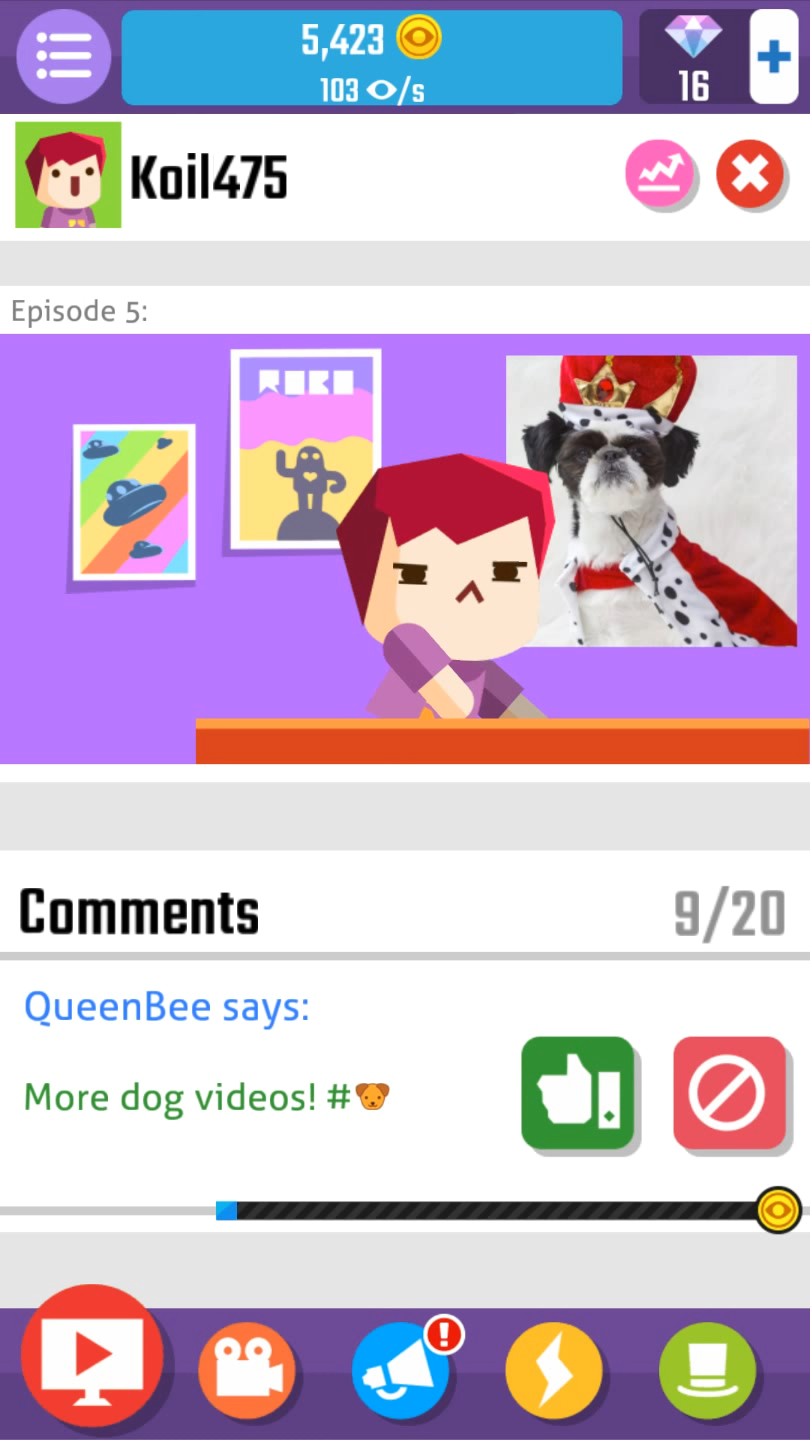 5,423
103 /s
16
Koil475
Episode 5:
Comments
9/20
QueenBee says:
More dog videos! #🐶